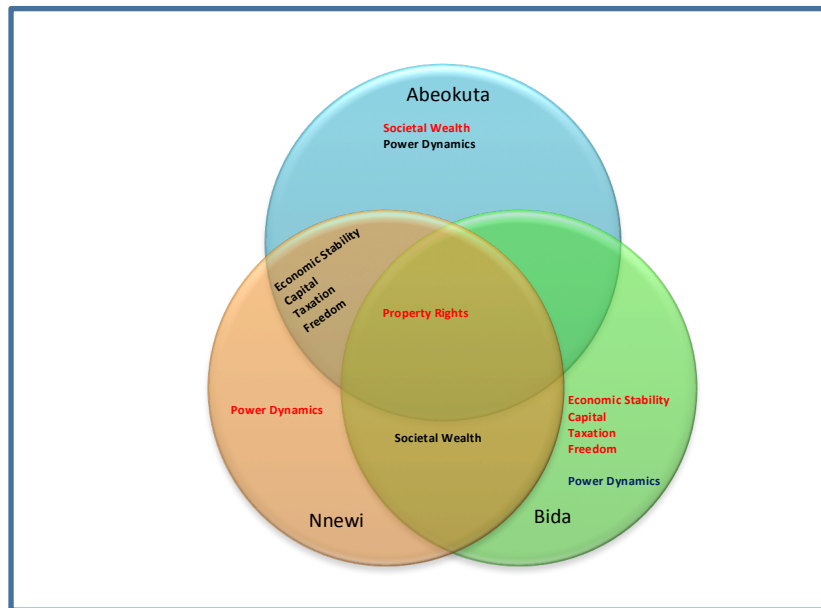 Abeokuta
Societal Wealth
Power Dynamics
Economic Stability
Capital
Taxation
Freedom
Property Rights
Power Dynamics
Societal Wealth
Economic Stability
Capital
Taxation
Freedom
Power Dynamics
Nnewi
Bida